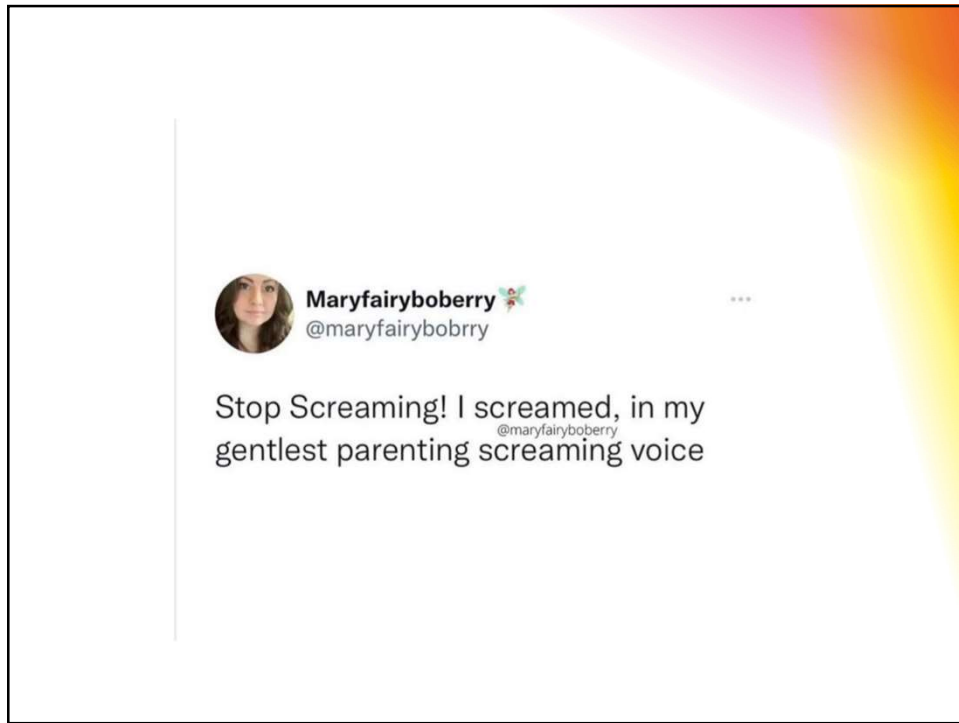 Maryfairyboberry🧚
@maryfairybobrry
Stop Screaming! I screamed, in my
@maryfairyboberry
gentlest parenting screaming voice